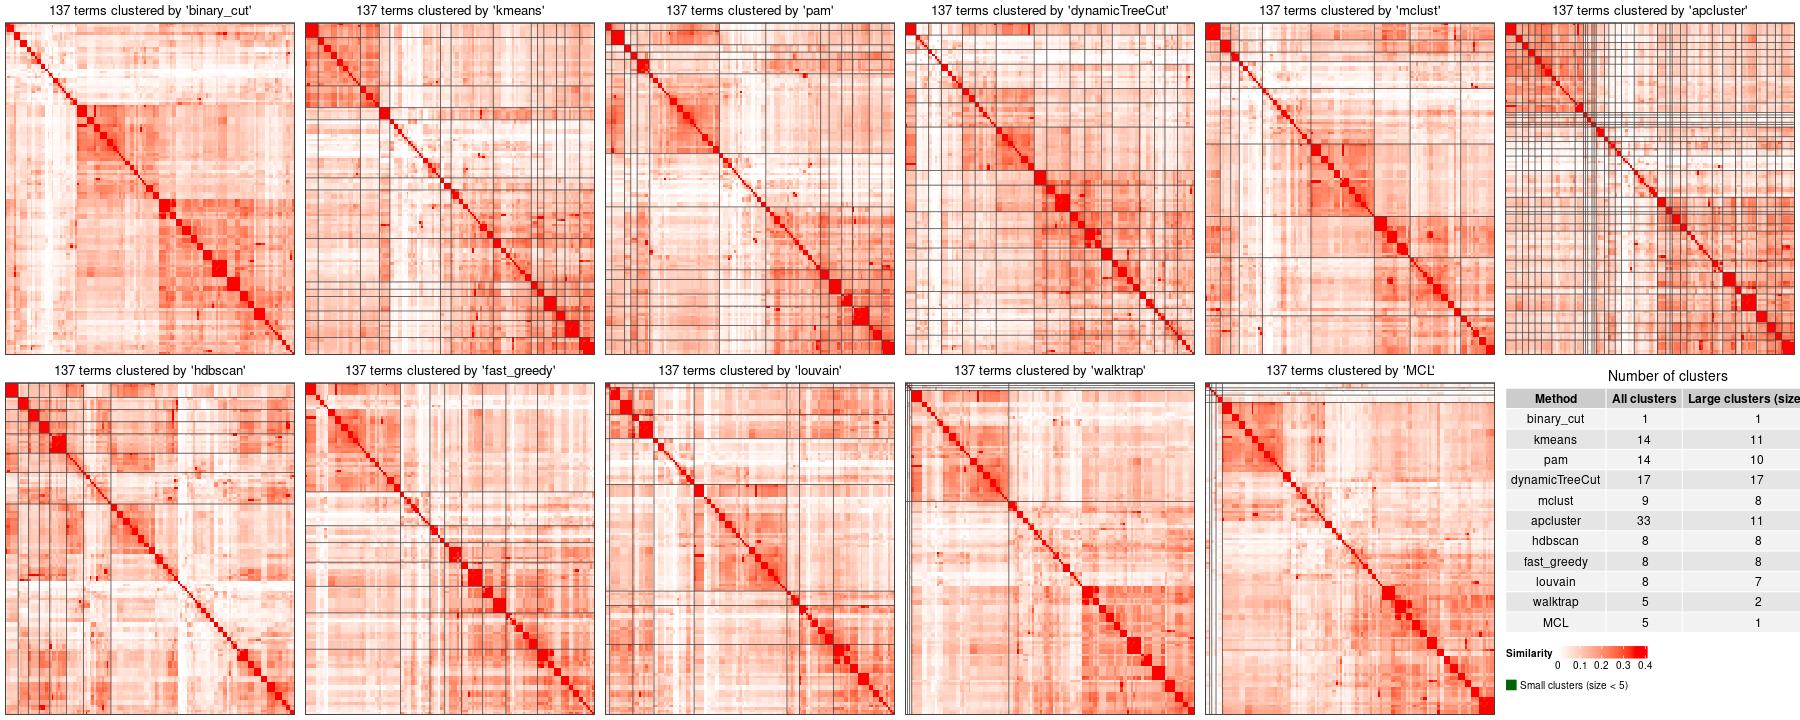 137 terms clustered by 'binary_cut'
137 terms clustered by 'kmeans'
137 terms clustered by 'pam'
137 terms clustered by 'dynamicTreeCut'
137 terms clustered by 'mclust'
137 terms clustered by 'apcluster'
137 terms clustered by 'hdbscan'
137 terms clustered by 'fast_greedy'
137 terms clustered by 'louvain'
137 terms clustered by 'walktrap'
137 terms clustered by 'MCL'
Number of clusters
Method All clusters Large clusters (size
binary_cut 1 1
kmeans 14 11
pam 14 10
dynamicTreeCut 17 17
mclust 9 8
apcluster 33 11
hdbscan 8 8
fast_greedy 8 8
louvain 8 7
walktrap 5 2
MCL 5 1
Similarity
0 0.1 0.2 0.3 0.4
Small clusters (size < 5)